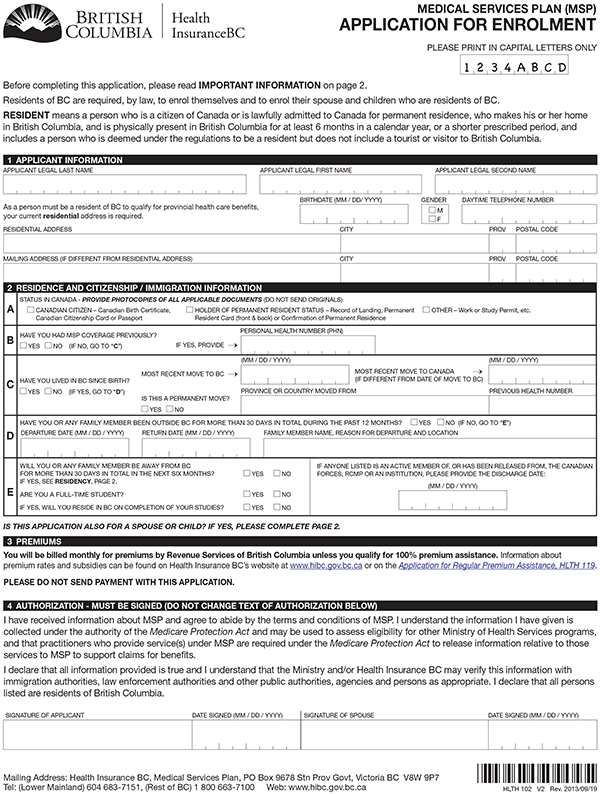 BRITISH COLUMBIA
Health InsuranceBC
MEDICAL SERVICES PLAN (MSP)
APPLICATION FOR ENROLMENT
PLEASE PRINT IN CAPITAL LETTERS ONLY
1 2 3 4 A B C D
Before completing this application, please read IMPORTANT INFORMATION on page 2.
Residents of BC are required, by law, to enrol themselves and to enrol their spouse and children who are residents of BC.
RESIDENT means a person who is a citizen of Canada or is lawfully admitted to Canada for permanent residence, who makes his or her home
in British Columbia, and is physically present in British Columbia for at least 6 months in a calendar year, or a shorter prescribed period, and
includes a person who is deemed under the regulations to be a resident but does not include a tourist or visitor to British Columbia.
1 APPLICANT INFORMATION
APPLICANT LEGAL LAST NAME APPLICANT LEGAL FIRST NAME APPLICANT LEGAL SECOND NAME
As a person must be a resident of BC to qualify for provincial health care benefits,
your current residential address is required.
BIRTHDATE (MM / DD/ YYYY) GENDER DAYTIME TELEPHONE NUMBER
M
F
RESIDENTIAL ADDRESS CITY PROV POSTAL CODE
MAILING ADDRESS (IF DIFFERENT FROM RESIDENTIAL ADDRESS) CITY PROV POSTAL CODE
2 RESIDENCE AND CITIZENSHIP / IMMIGRATION INFORMATION
A
STATUS IN CANADA - PROVIDE PHOTOCOPIES OF ALL APPLICABLE DOCUMENTS (DO NOT SEND ORIGINALS)
CANADIAN CITIZEN – Canadian Birth Certificate,
Canadian Citizenship Card or Passport
HOLDER OF PERMANENT RESIDENT STATUS – Record of Landing, Permanent
Resident Card (front & back) or Confirmation of Permanent Residence
OTHER – Work or Study Permit, etc.
B
HAVE YOU HAD MSP COVERAGE PREVIOUSLY?
YES NO (IF NO, GO TO "C") IF YES, PROVIDE →
PERSONAL HEALTH NUMBER (PHN)
C
HAVE YOU LIVED IN BC SINCE BIRTH?
YES NO (IF YES, GO TO "D")
MOST RECENT MOVE TO BC →
(MM / DD / YYYY)
MOST RECENT MOVE TO CANADA →
(IF DIFFERENT FROM DATE OF MOVE TO BC)
(MM / DD / YYYY)
IS THIS A PERMANENT MOVE?
YES NO
PROVINCE OR COUNTRY MOVED FROM
PREVIOUS HEALTH NUMBER
D
HAVE YOU OR ANY FAMILY MEMBER BEEN OUTSIDE BC FOR MORE THAN 30 DAYS IN TOTAL DURING THE PAST 12 MONTHS? YES NO (IF NO, GO TO "E")
DEPARTURE DATE (MM / DD / YYYY) RETURN DATE (MM / DD / YYYY) FAMILY MEMBER NAME, REASON FOR DEPARTURE AND LOCATION
E
WILL YOU OR ANY FAMILY MEMBER BE AWAY FROM BC
FOR MORE THAN 30 DAYS IN TOTAL IN THE NEXT SIX MONTHS? YES NO
IF YES, SEE RESIDENCY, PAGE 2.
ARE YOU A FULL-TIME STUDENT? YES NO
IF YES, WILL YOU RESIDE IN BC ON COMPLETION OF YOUR STUDIES? YES NO
IF ANYONE LISTED IS AN ACTIVE MEMBER OF, OR HAS BEEN RELEASED FROM, THE CANADIAN
FORCES, RCMP OR AN INSTITUTION, PLEASE PROVIDE THE DISCHARGE DATE:
(MM / DD / YYYY)
IS THIS APPLICATION ALSO FOR A SPOUSE OR CHILD? IF YES, PLEASE COMPLETE PAGE 2.
3 PREMIUMS
You will be billed monthly for premiums by Revenue Services of British Columbia unless you qualify for 100% premium assistance. Information about
premium rates and subsidies can be found on Health Insurance BC's website at www.hibc.gov.bc.ca or on the Application for Regular Premium Assistance, HLTH 119.
PLEASE DO NOT SEND PAYMENT WITH THIS APPLICATION.
4 AUTHORIZATION - MUST BE SIGNED (DO NOT CHANGE TEXT OF AUTHORIZATION BELOW)
I have received information about MSP and agree to abide by the terms and conditions of MSP. I understand the information I have given is
collected under the authority of the Medicare Protection Act and may be used to assess eligibility for other Ministry of Health Services programs,
and that practitioners who provide service(s) under MSP are required under the Medicare Protection Act to release information relative to those
services to MSP to support claims for benefits.
I declare that all information provided is true and I understand that the Ministry and/or Health Insurance BC may verify this information with
immigration authorities, law enforcement authorities and other public authorities, agencies and persons as appropriate. I declare that all persons
listed are residents of British Columbia.
SIGNATURE OF APPLICANT DATE SIGNED (MM / DD / YYYY) SIGNATURE OF SPOUSE DATE SIGNED (MM / DD / YYYY)
Mailing Address: Health Insurance BC, Medical Services Plan, PO Box 9678 Stn Prov Govt, Victoria BC V8W 9P7
Tel: (Lower Mainland) 604 683-7151, (Rest of BC) 1 800 663-7100 Web: www.hibc.gov.bc.ca
HLTH 102 V2 Rev. 2013/09/19